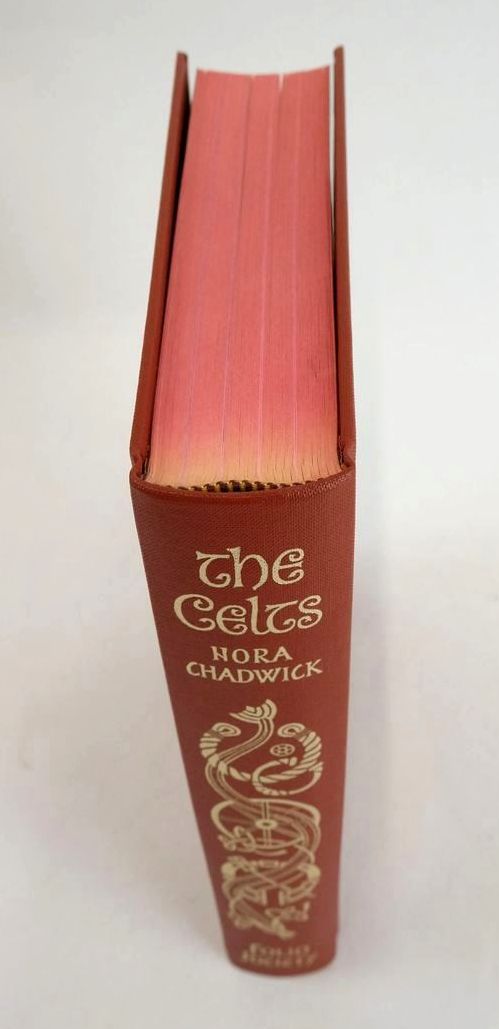 The
Celts
NORA
CHADWICK
FOLIO
SOCIETY